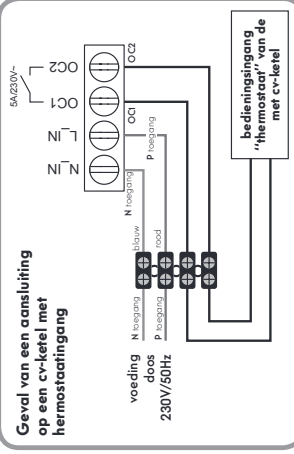 Geval van een aansluiting
op een cv-ketel met
hermostaatingang
5A/230V~
N_IN
L_IN
OC1
OC2
OC1
OC2
N toegang
P toegang
blauw
rood
N toegang
P toegang
voeding
doos
230V/50Hz
bedieningsingang
"thermostaat" van de
met cv-ketel